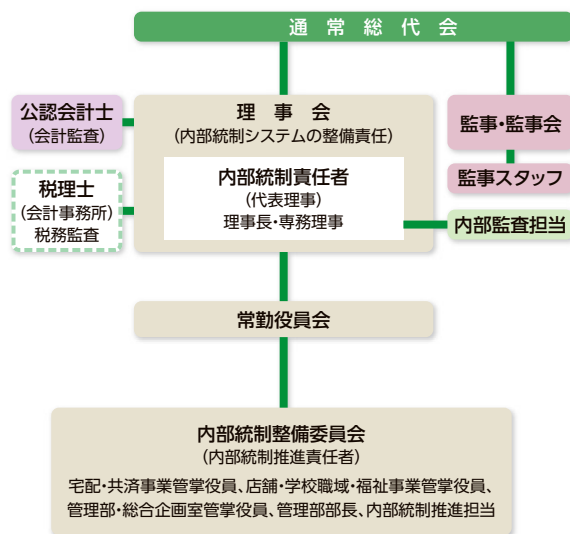 通常総代会
公認会計士
(会計監査)
理事会
(内部統制システムの整備責任)
監事・監事会
税理士
(会計事務所)
税務監査
内部統制責任者
(代表理事)
理事長・専務理事
監事スタッフ
内部監査担当
常勤役員会
内部統制整備委員会
(内部統制推進責任者)
宅配・共済事業管掌役員、店舗・学校職域・福祉事業管掌役員、
管理部・総合企画室管掌役員、管理部部長、内部統制推進担当